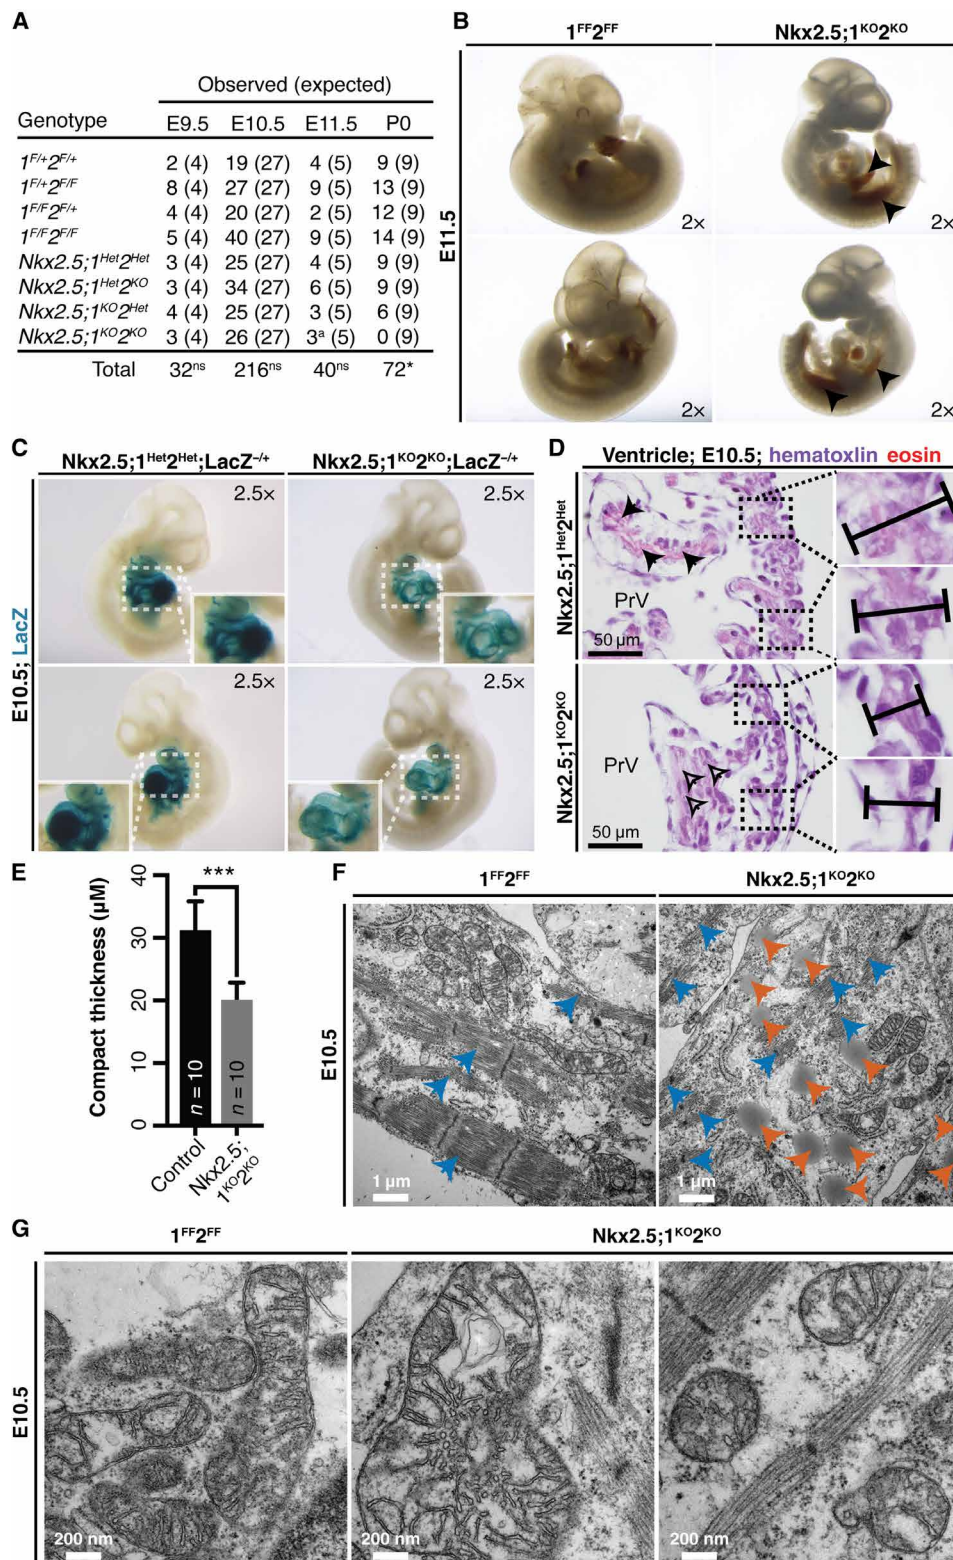 A
Observed (expected)
Genotype E9.5 E10.5 E11.5 P0
1F/+2F/+ 2 (4) 19 (27) 4 (5) 9 (9)
1F/+2F/F 8 (4) 27 (27) 9 (5) 13 (9)
1F/F2F/+ 4 (4) 20 (27) 2 (5) 12 (9)
1F/F2F/F 5 (4) 40 (27) 9 (5) 14 (9)
Nkx2.5;1Het2Het 3 (4) 25 (27) 4 (5) 9 (9)
Nkx2.5;1Het2KO 3 (4) 34 (27) 6 (5) 9 (9)
Nkx2.5;1KO2Het 4 (4) 25 (27) 3 (5) 6 (9)
Nkx2.5;1KO2KO 3 (4) 26 (27) 3a (5) 0 (9)
Total 32ns 216ns 40ns 72*
B
1FF2FF Nkx2.5;1KO2KO
E11.5
2×
2×
2×
2×
C
Nkx2.5;1Het2Het;LacZ−/+ Nkx2.5;1KO2KO;LacZ−/+
E10.5; LacZ
2.5×
2.5×
2.5×
2.5×
D
Ventricle; E10.5; hematoxlin eosin
Nkx2.5;1Het2Het
PrV
50 µm
Nkx2.5;1KO2KO
PrV
50 µm
E
Compact thickness (µM)
40
30
20
10
0
***
n = 10
n = 10
Control
Nkx2.5;
1KO2KO
F
1FF2FF Nkx2.5;1KO2KO
E10.5
1 µm
1 µm
G
1FF2FF Nkx2.5;1KO2KO
E10.5
200 nm
200 nm
200 nm